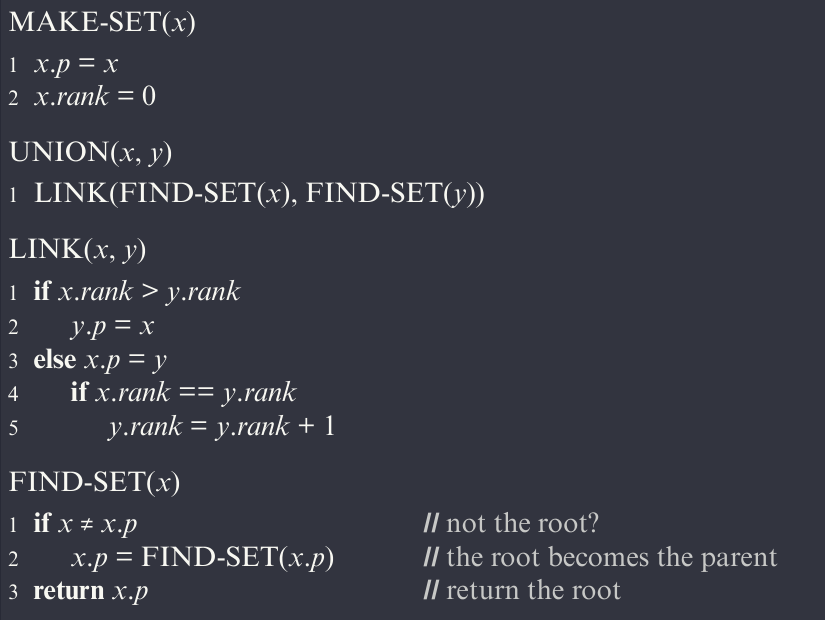 MAKE-SET(x)
1 x.p = x
2 x.rank = 0
UNION(x, y)
1 LINK(FIND-SET(x), FIND-SET(y))
LINK(x, y)
1 if x.rank > y.rank
2 y.p = x
3 else x.p = y
4 if x.rank == y.rank
5 y.rank = y.rank + 1
FIND-SET(x)
1 if x ≠ x.p // not the root?
2 x.p = FIND-SET(x.p) // the root becomes the parent
3 return x.p // return the root